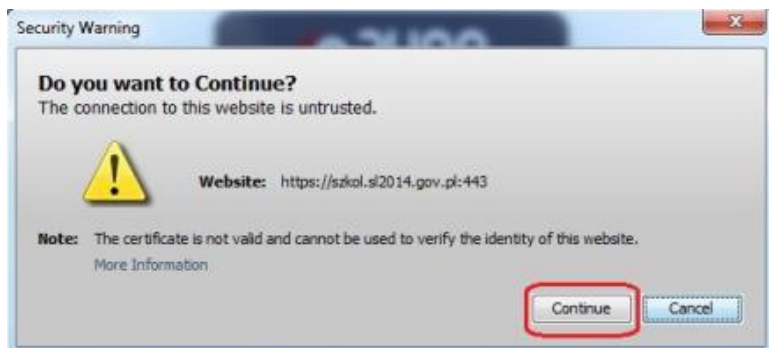 Security Warning
Do you want to Continue?
The connection to this website is untrusted.
Website: https://szkol.sl2014.gov.pl:443
Note: The certificate is not valid and cannot be used to verify the identity of this website.
More Information
Continue Cancel